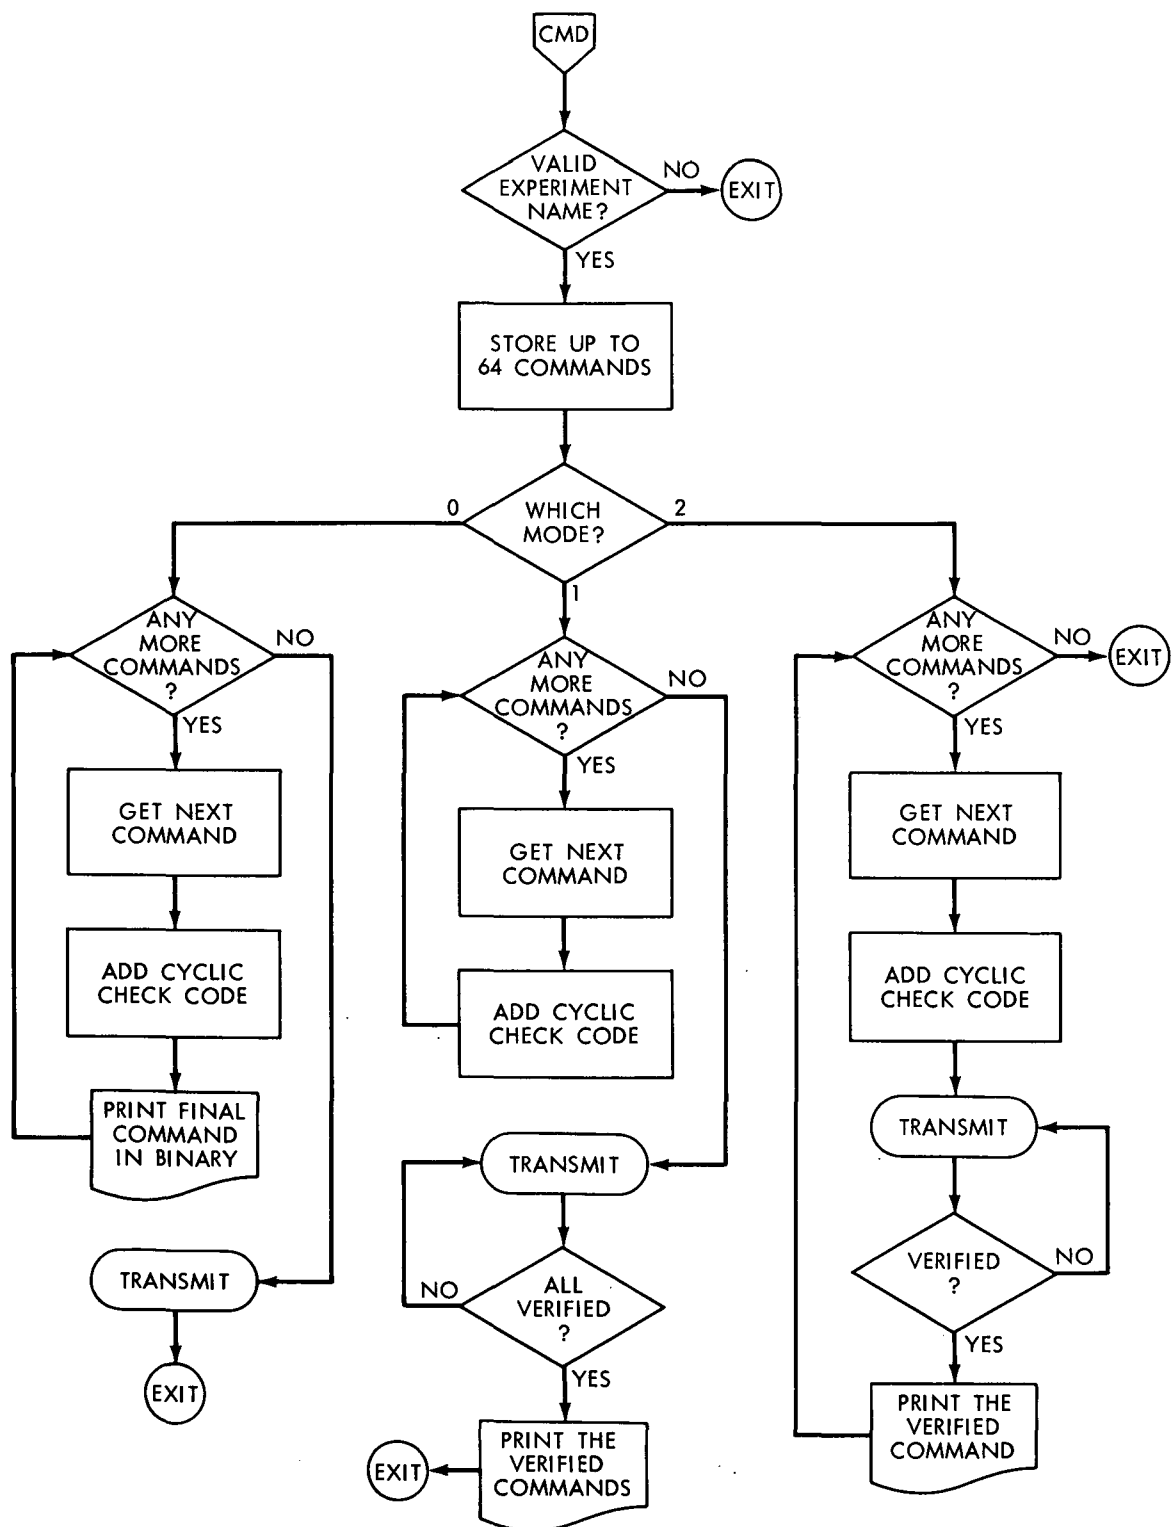 CMD
VALID
EXPERIMENT
NAME?
NO
EXIT
YES
STORE UP TO
64 COMMANDS
WHICH
MODE?
0
1
2
ANY
MORE
COMMANDS
?
NO
YES
GET NEXT
COMMAND
ADD CYCLIC
CHECK CODE
PRINT FINAL
COMMAND
IN BINARY
TRANSMIT
EXIT
ANY
MORE
COMMANDS
?
NO
YES
GET NEXT
COMMAND
ADD CYCLIC
CHECK CODE
TRANSMIT
ALL
VERIFIED
?
NO
YES
PRINT THE
VERIFIED
COMMANDS
EXIT
ANY
MORE
COMMANDS
?
NO
EXIT
YES
GET NEXT
COMMAND
ADD CYCLIC
CHECK CODE
TRANSMIT
VERIFIED
?
NO
YES
PRINT THE
VERIFIED
COMMAND